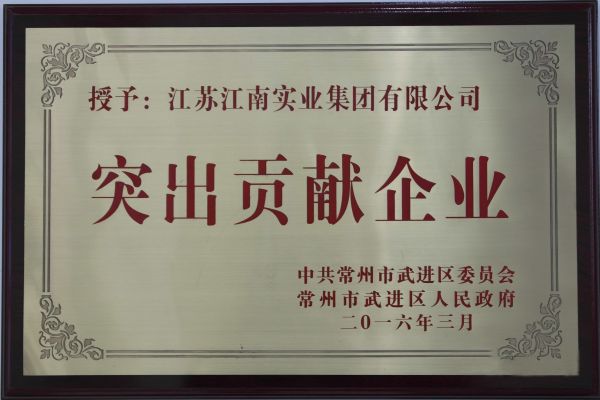 授予：江苏江南实业集团有限公司
突出贡献企业
中共常州市武进区委员会
常州市武进区人民政府
二0一六年三月